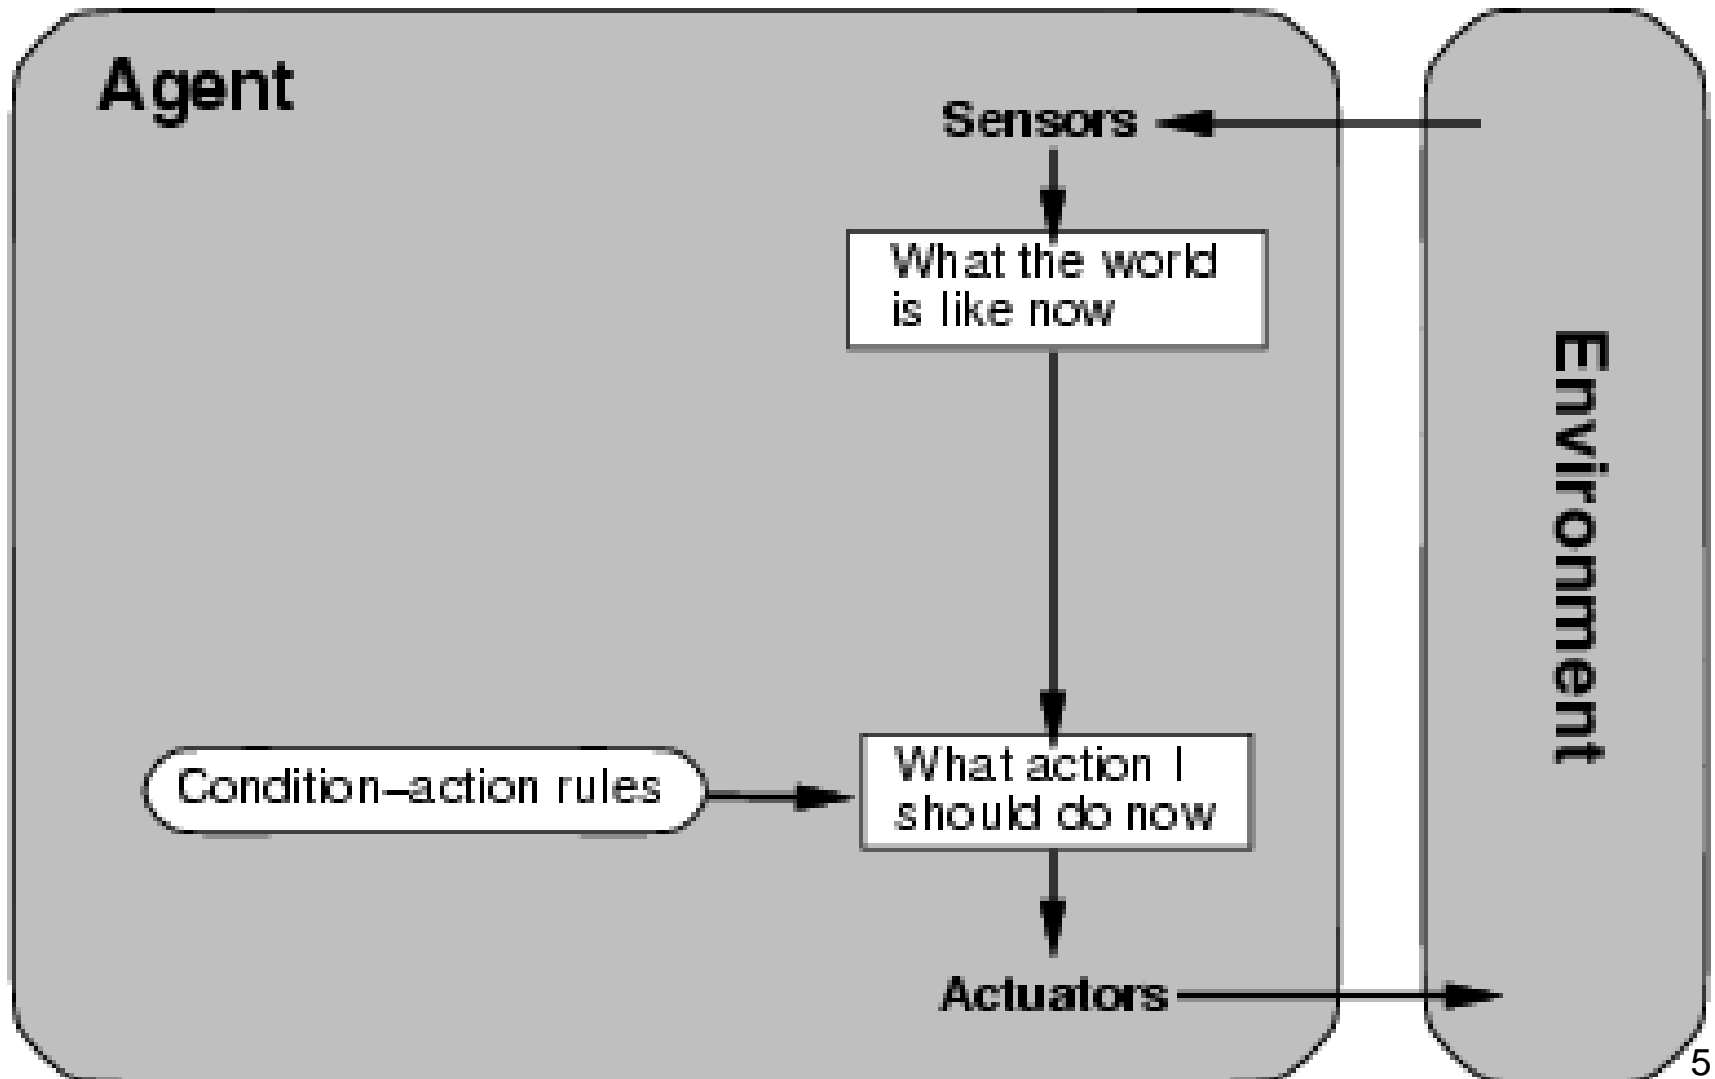 Agent
Sensors
What the world
is like now
Environment
Condition–action rules
What action I
should do now
Actuators
5